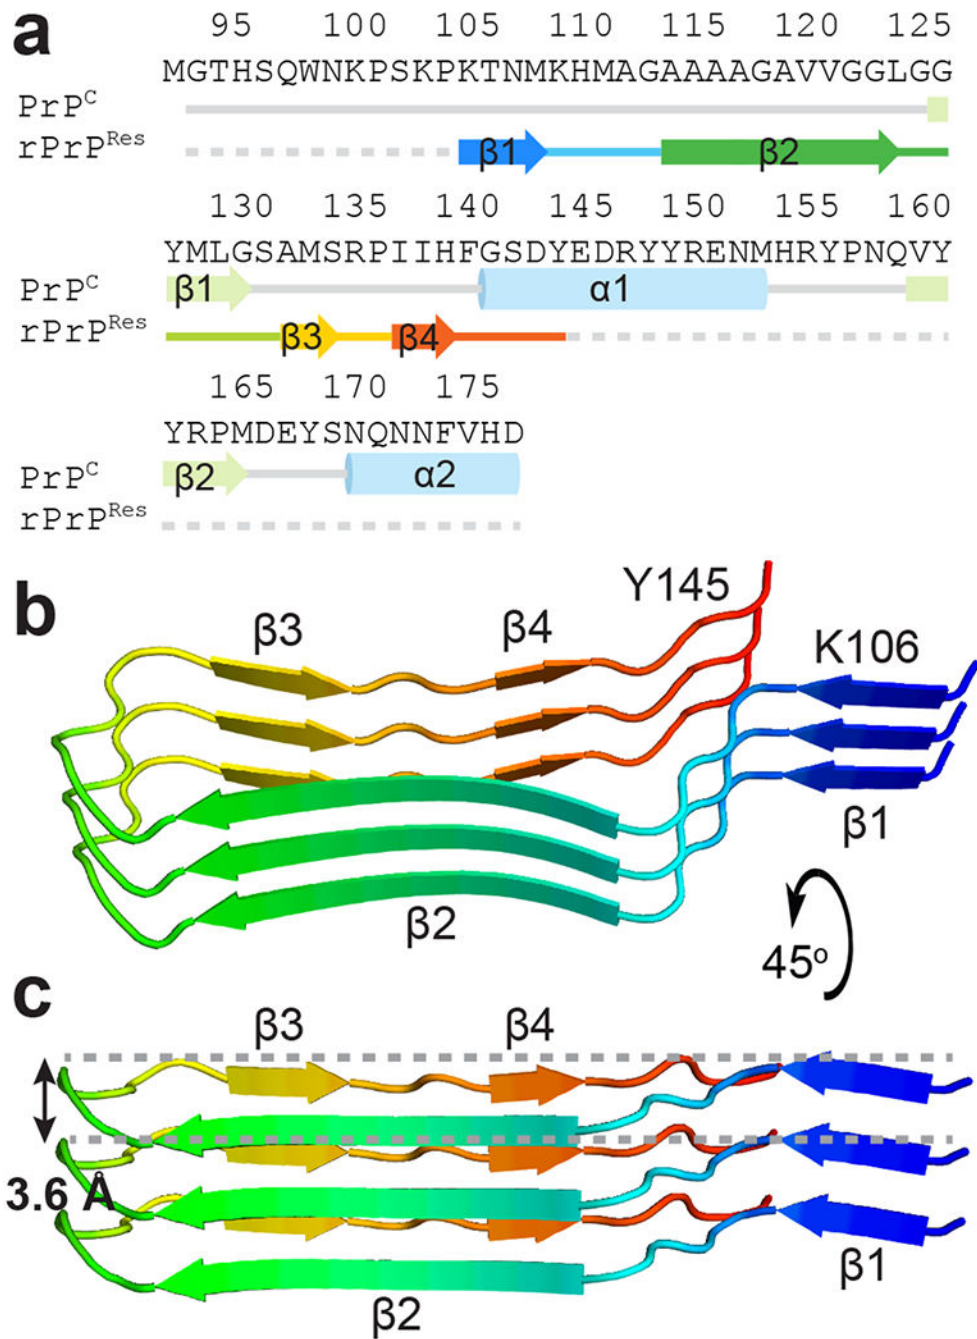 a
95 100 105 110 115 120 125
MGTHSQWNKPSKPKTNMKHMAGAAAAGAVVGGLGG
PrPC
rPrPRes β1 β2
130 135 140 145 150 155 160
YMLGSAMSRPIIHFGSDYEDRYYRENMHRYPNQVY
PrPC β1 α1
rPrPRes β3 β4
165 170 175
YRPMDEYSNQNNFVHD
PrPC β2 α2
rPrPRes
b
β3 β4 Y145 K106
β1
β2
45o
c
β3 β4
3.6 Å
β1
β2